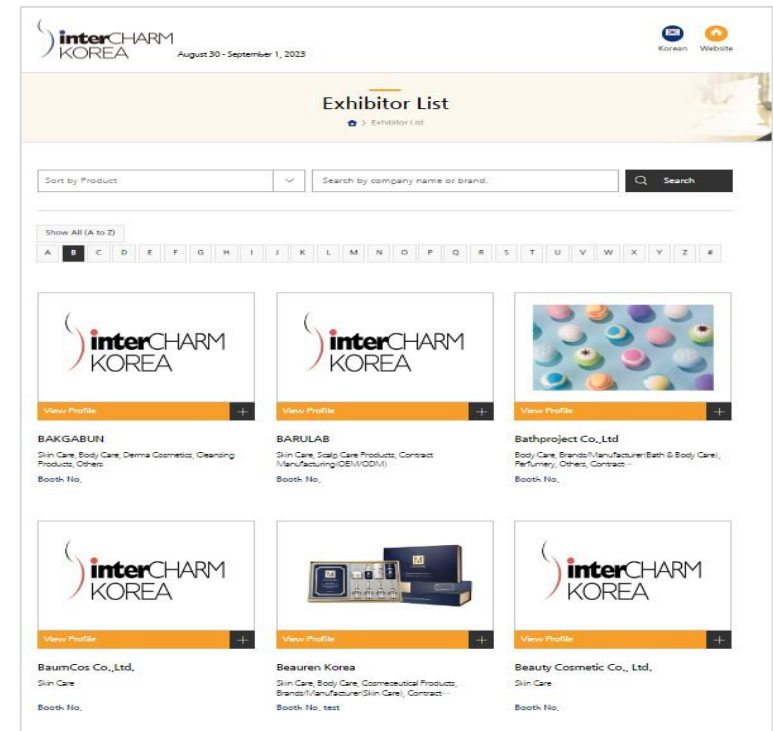 interCHARM
KOREA
August 30 - September 1, 2023
Korean Website
Exhibitor List
> Exhibitor List
Sort by Product
Search by company name or brand.
Search
Show All (A to Z)
A B C D E F G H I J K L M N O P Q R S T U V W X Y Z #
interCHARM
KOREA
interCHARM
KOREA
View Profile +
View Profile +
View Profile +
BAKGABUN
Skin Care, Body Care, Derma Cosmetics, Cleansing
Products, Others
Booth No.
BARULAB
Skin Care, Scalp Care Products, Contract
Manufacturing(OEM/ODM)
Booth No.
Bathproject Co.,Ltd
Body Care, Brands/Manufacturer(Bath & Body Care),
Perfumery, Others, Contract···
Booth No.
interCHARM
KOREA
M
interCHARM
KOREA
View Profile +
View Profile +
View Profile +
BaumCos Co.,Ltd.
Skin Care
Booth No.
Beauren Korea
Skin Care, Body Care, Cosmeceutical Products,
Brands/Manufacturer(Skin Care), Contract···
Booth No. test
Beauty Cosmetic Co., Ltd.
Skin Care
Booth No.